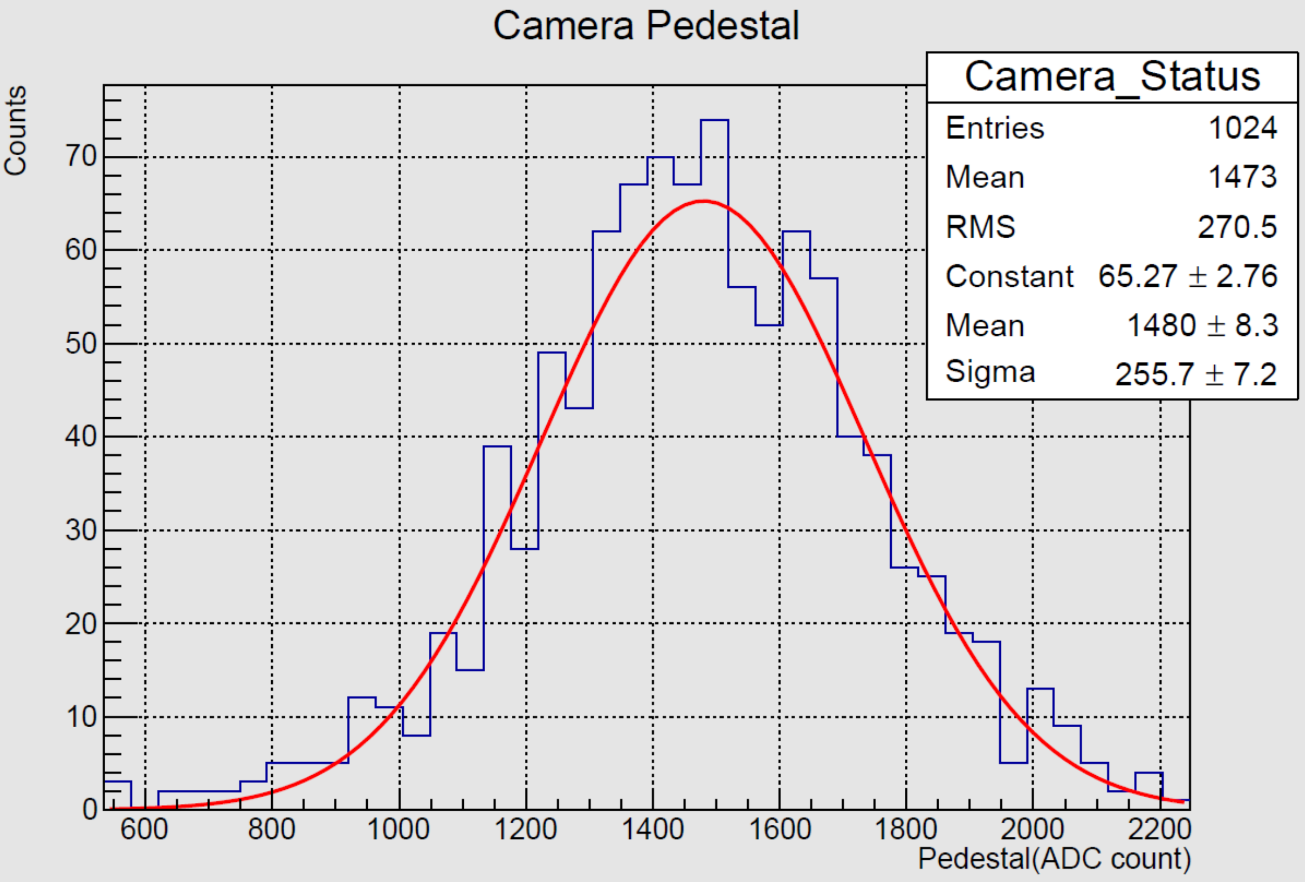 Camera Pedestal
Camera_Status
Entries 1024
Mean 1473
RMS 270.5
Constant 65.27 ± 2.76
Mean 1480 ± 8.3
Sigma 255.7 ± 7.2
Counts
70
60
50
40
30
20
10
0
600 800 1000 1200 1400 1600 1800 2000 2200
Pedestal(ADC count)